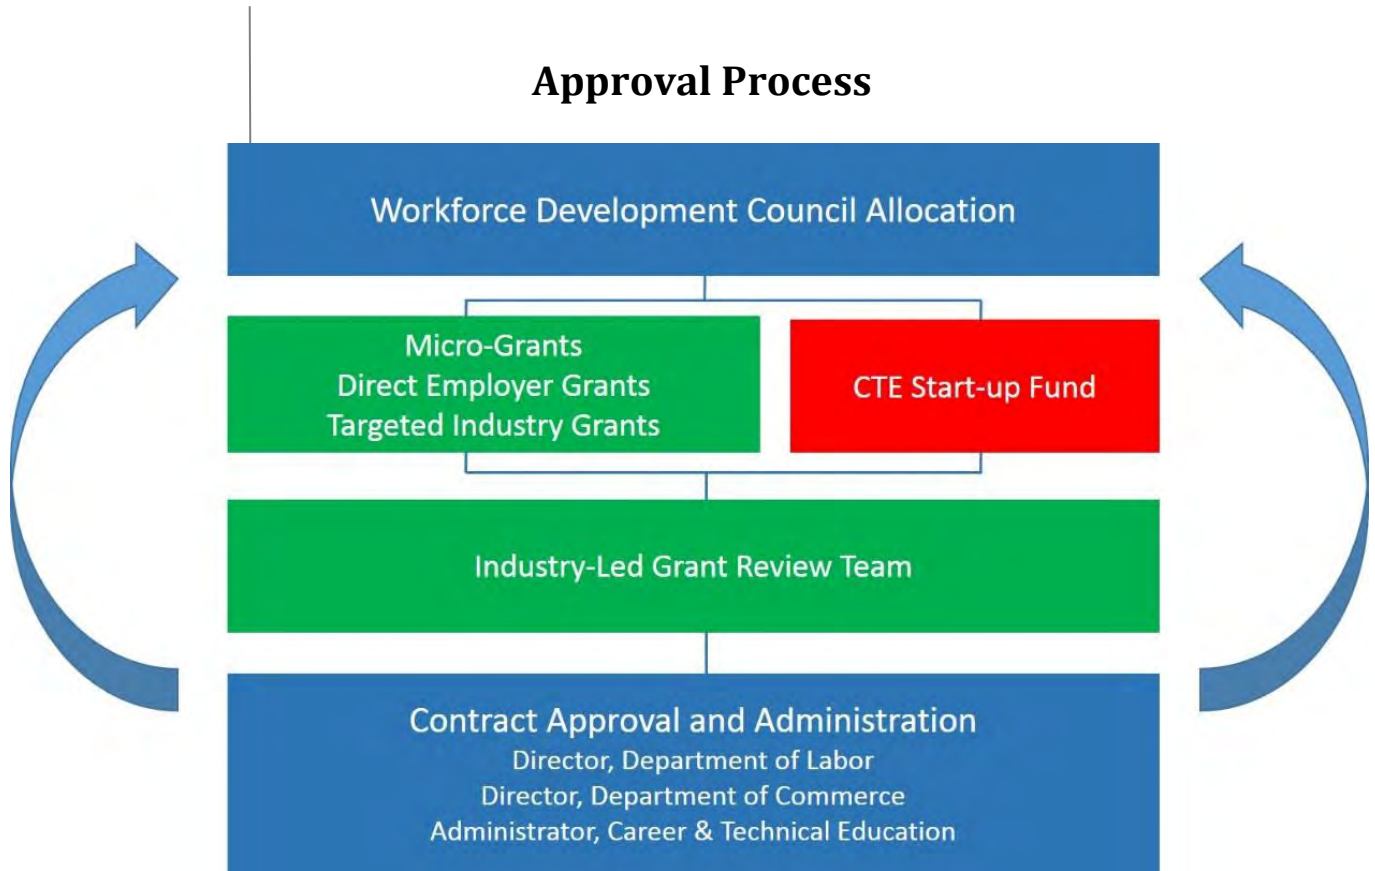 Approval Process
Workforce Development Council Allocation
Micro-Grants
Direct Employer Grants
Targeted Industry Grants
CTE Start-up Fund
Industry-Led Grant Review Team
Contract Approval and Administration
Director, Department of Labor
Director, Department of Commerce
Administrator, Career & Technical Education